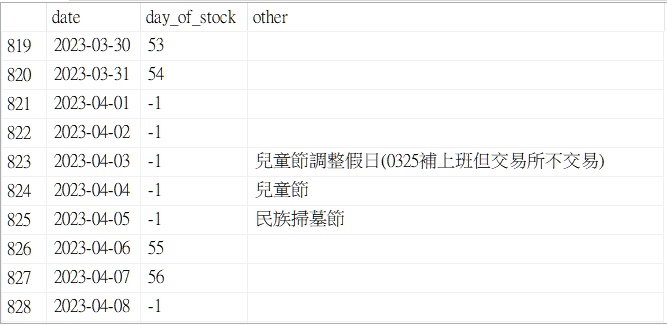 date day_of_stock other
819 2023-03-30 53
820 2023-03-31 54
821 2023-04-01 -1
822 2023-04-02 -1
823 2023-04-03 -1 兒童節調整假日(0325補上班但交易所不交易)
824 2023-04-04 -1 兒童節
825 2023-04-05 -1 民族掃墓節
826 2023-04-06 55
827 2023-04-07 56
828 2023-04-08 -1